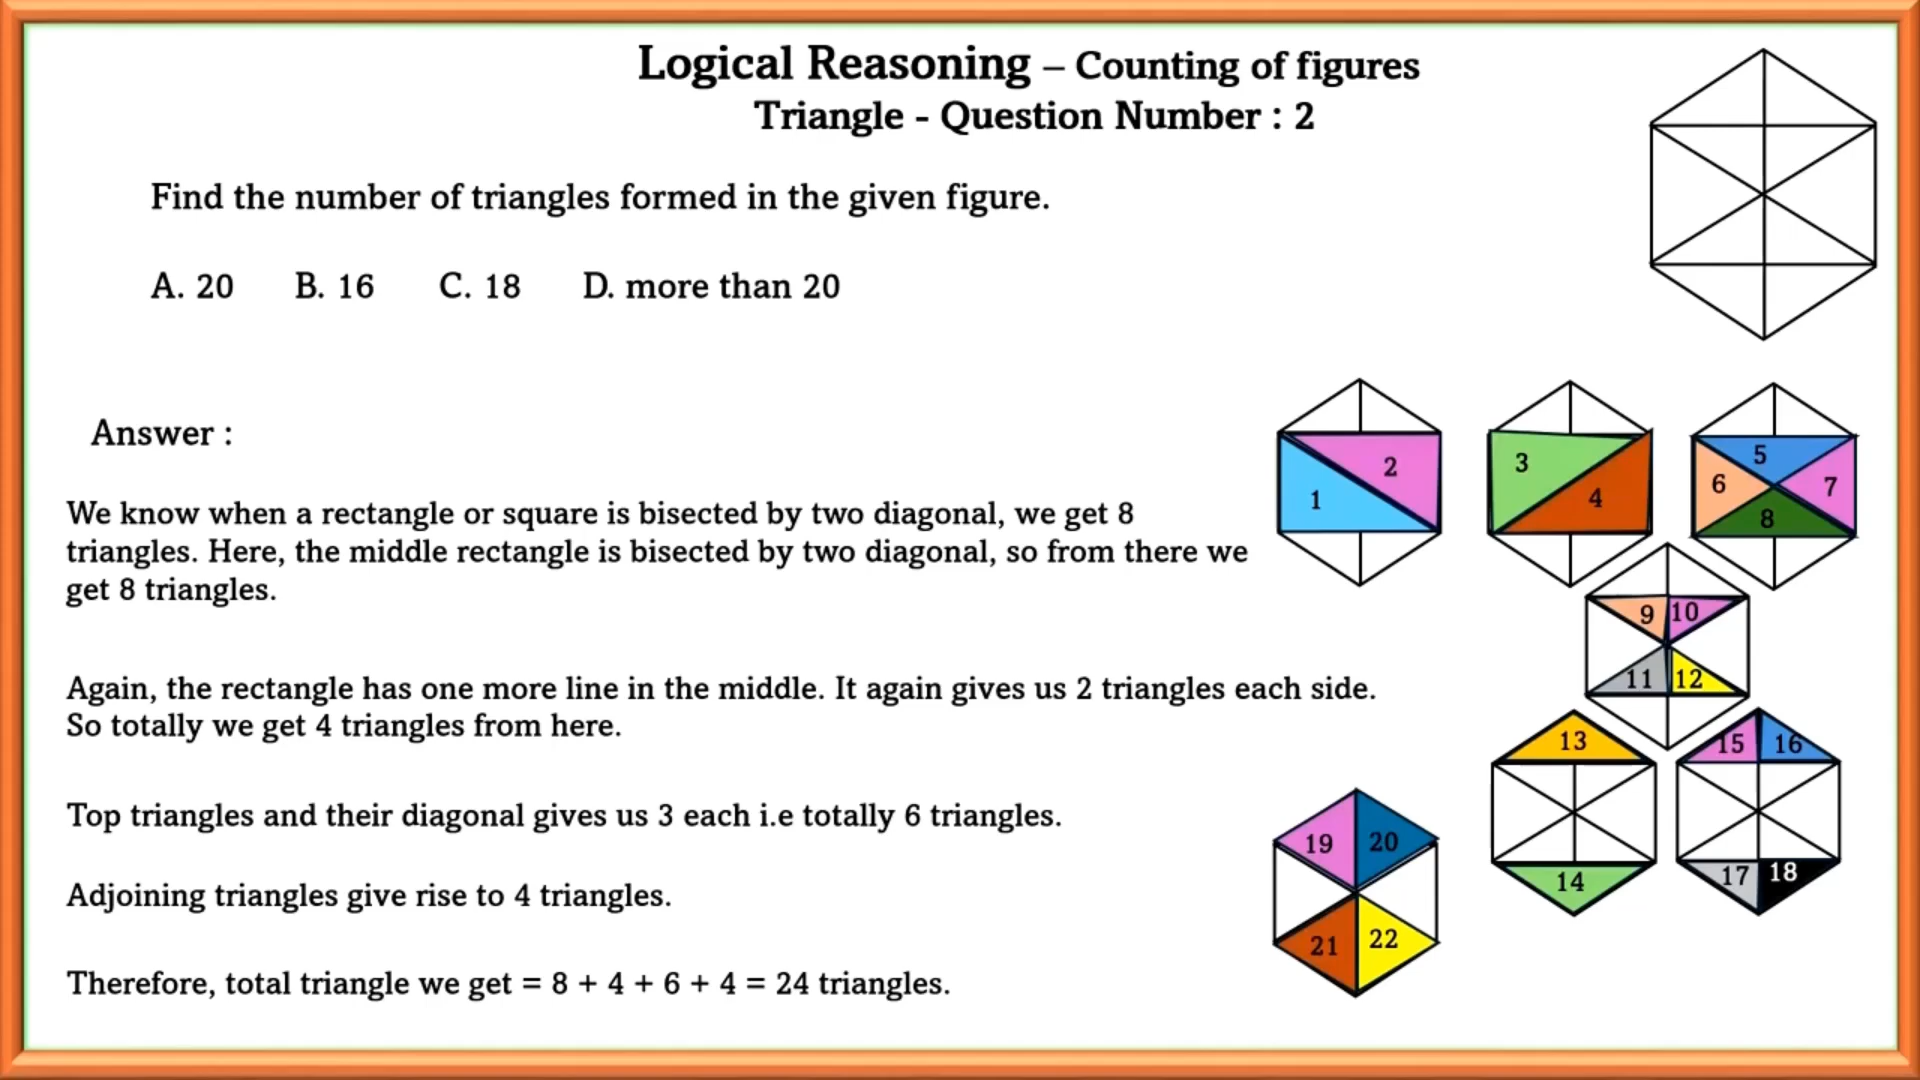 Logical Reasoning – Counting of figures
Triangle - Question Number : 2
Find the number of triangles formed in the given figure.
A. 20 B. 16 C. 18 D. more than 20
Answer :
We know when a rectangle or square is bisected by two diagonal, we get 8
triangles. Here, the middle rectangle is bisected by two diagonal, so from there we
get 8 triangles.
Again, the rectangle has one more line in the middle. It again gives us 2 triangles each side.
So totally we get 4 triangles from here.
Top triangles and their diagonal gives us 3 each i.e totally 6 triangles.
Adjoining triangles give rise to 4 triangles.
Therefore, total triangle we get = 8 + 4 + 6 + 4 = 24 triangles.
1 2
3 4
5 6 7 8
9 10
11 12
13
14
15 16
17 18
19 20
21 22